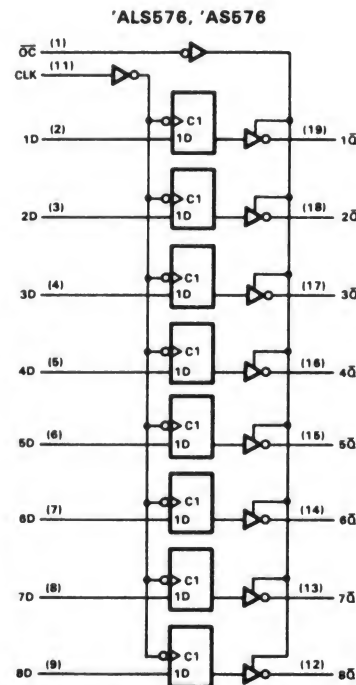 'ALS576, 'AS576
O̅C̅ (1)
CLK (11)
C1
1D (2) 1D (19) 1Q̅
C1
2D (3) 1D (18) 2Q̅
C1
3D (4) 1D (17) 3Q̅
C1
4D (5) 1D (16) 4Q̅
C1
5D (6) 1D (15) 5Q̅
C1
6D (7) 1D (14) 6Q̅
C1
7D (8) 1D (13) 7Q̅
C1
8D (9) 1D (12) 8Q̅